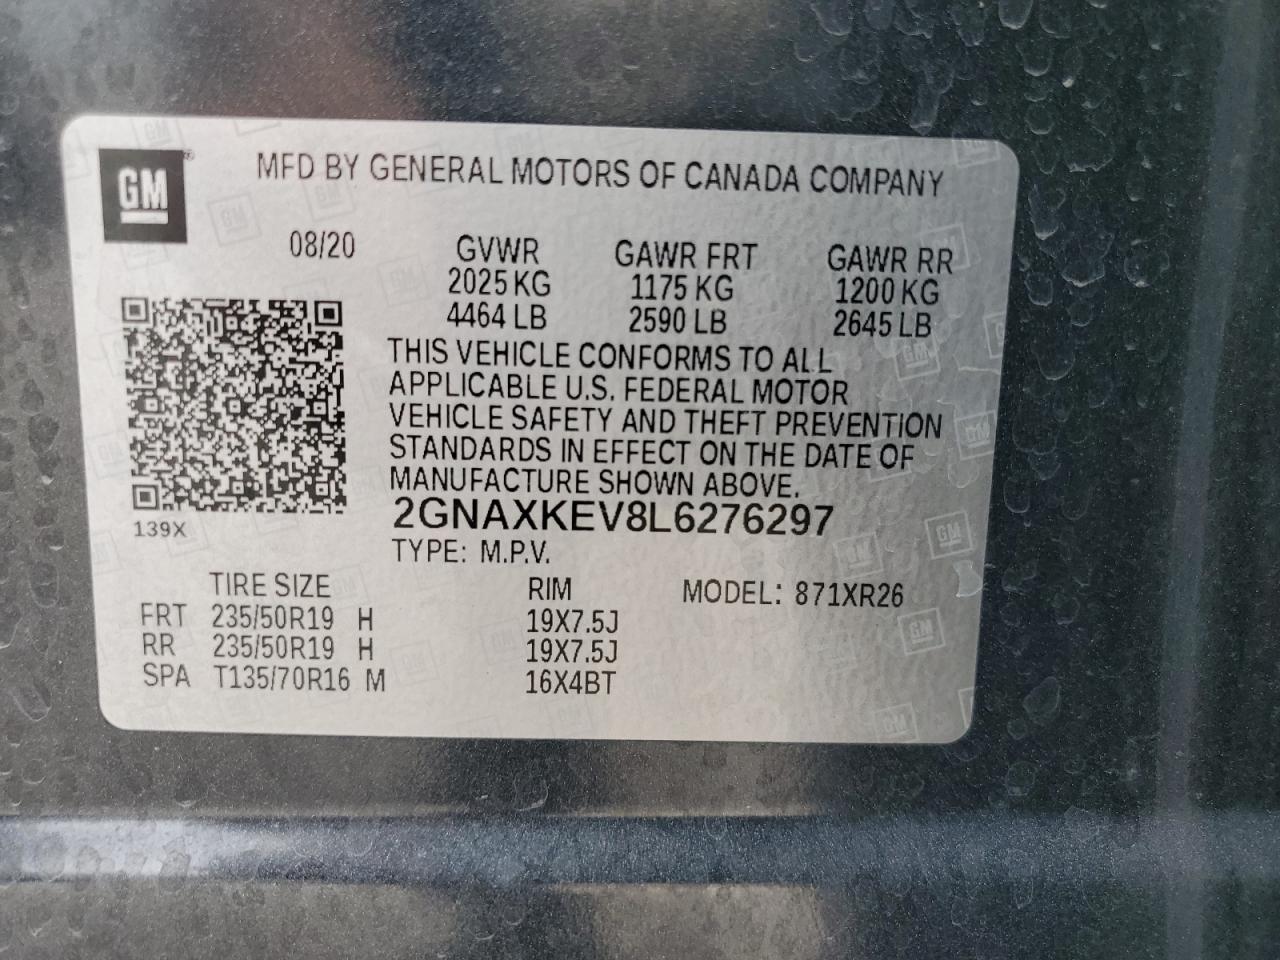 GM
MFD BY GENERAL MOTORS OF CANADA COMPANY
08/20 GVWR GAWR FRT GAWR RR
2025 KG 1175 KG 1200 KG
4464 LB 2590 LB 2645 LB
THIS VEHICLE CONFORMS TO ALL
APPLICABLE U.S. FEDERAL MOTOR
VEHICLE SAFETY AND THEFT PREVENTION
STANDARDS IN EFFECT ON THE DATE OF
MANUFACTURE SHOWN ABOVE.
2GNAXKEV8L6276297
139X
TYPE: M.P.V.
TIRE SIZE RIM MODEL: 871XR26
FRT 235/50R19 H 19X7.5J
RR 235/50R19 H 19X7.5J
SPA T135/70R16 M 16X4BT